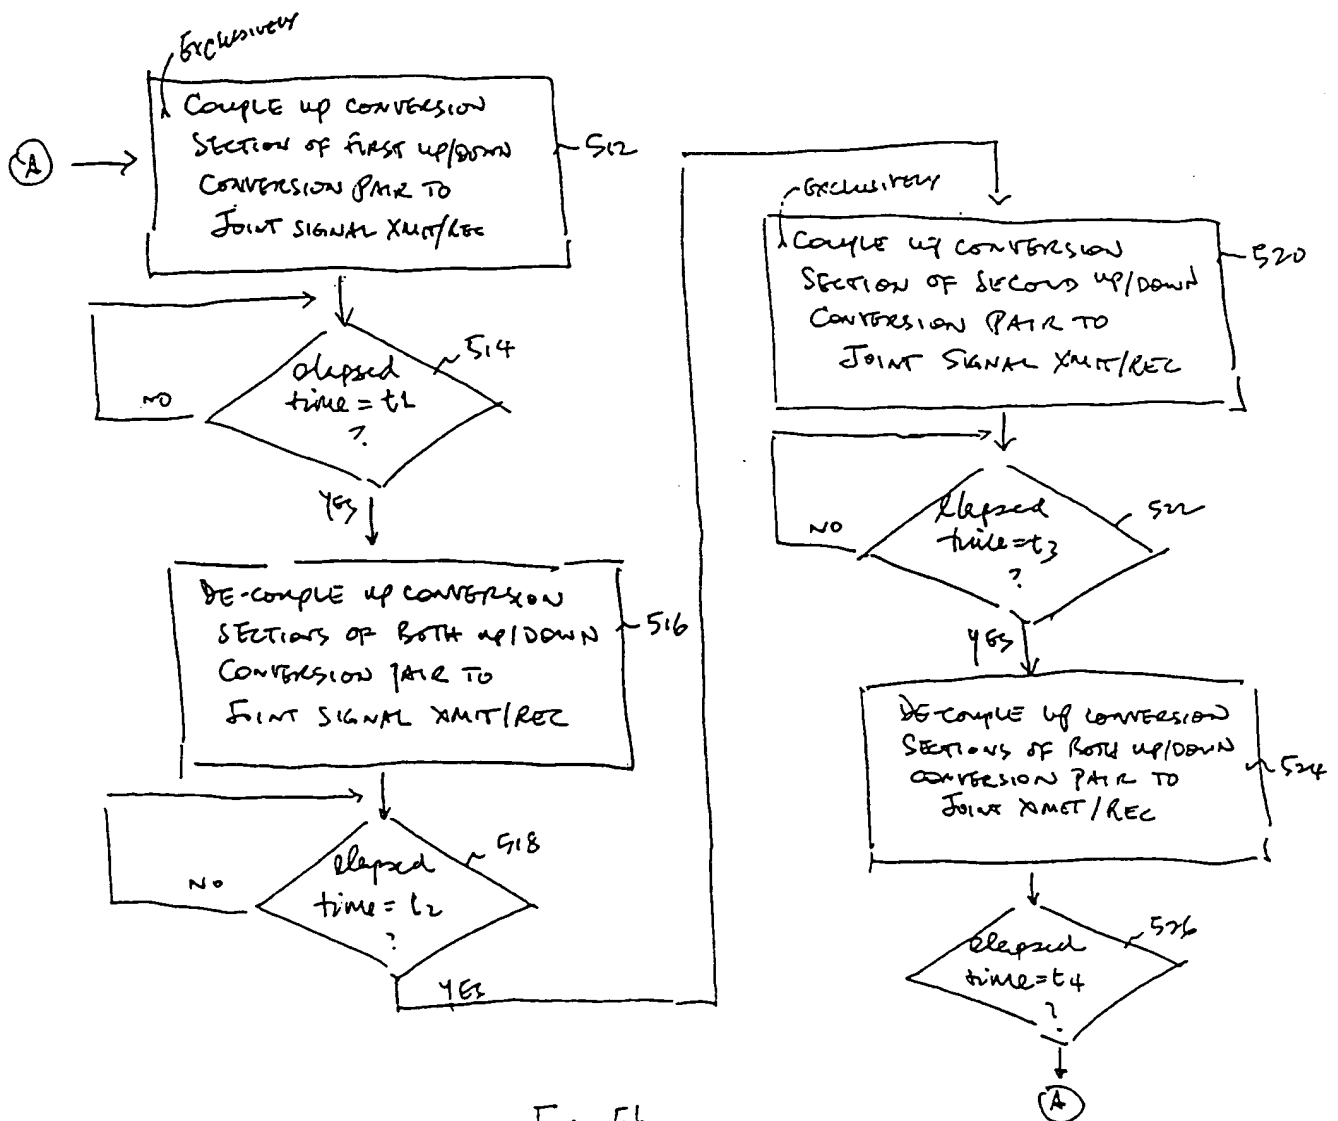 EXCLUSIVELY
A
COUPLE UP CONVERSION
SECTION OF FIRST UP/DOWN
CONVERSION PAIR TO
JOINT SIGNAL XMIT/REC
512
elapsed
time = t1
?
514
NO
YES
DE-COUPLE UP CONVERSION
SECTIONS OF BOTH UP/DOWN
CONVERSION PAIR TO
JOINT SIGNAL XMIT/REC
516
elapsed
time = t2
?
518
NO
YES
EXCLUSIVELY
COUPLE UP CONVERSION
SECTION OF SECOND UP/DOWN
CONVERSION PAIR TO
JOINT SIGNAL XMIT/REC
520
elapsed
time = t3
?
522
NO
YES
DE-COUPLE UP CONVERSION
SECTIONS OF BOTH UP/DOWN
CONVERSION PAIR TO
JOINT XMIT/REC
524
elapsed
time = t4
?
526
A